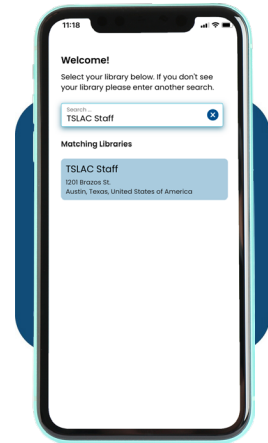 11:18
Welcome!
Select your library below. If you don't see
your library please enter another search.
Search ...
TSLAC Staff
Matching Libraries
TSLAC Staff
1201 Brazos St.
Austin, Texas, United States of America